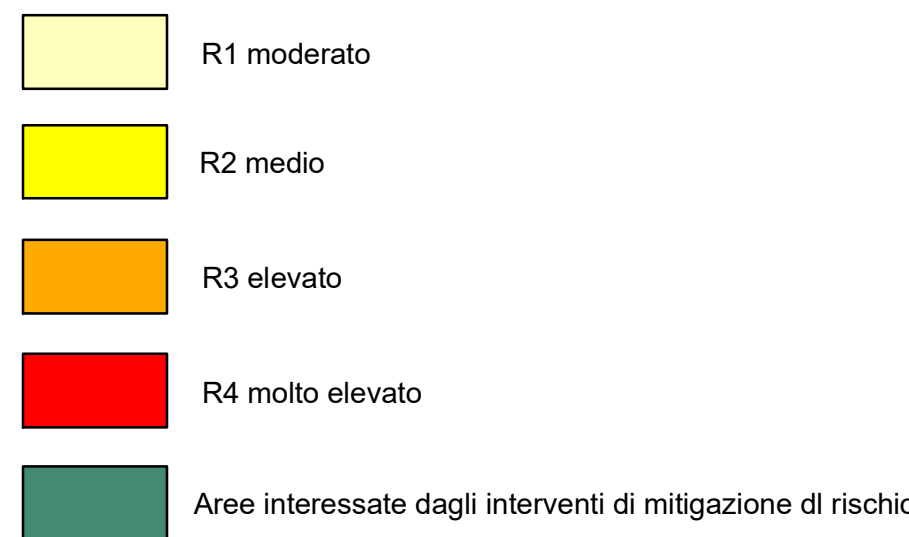 R1 moderato
R2 medio
R3 elevato
R4 molto elevato
Aree interessate dagli interventi di mitigazione dl rischio